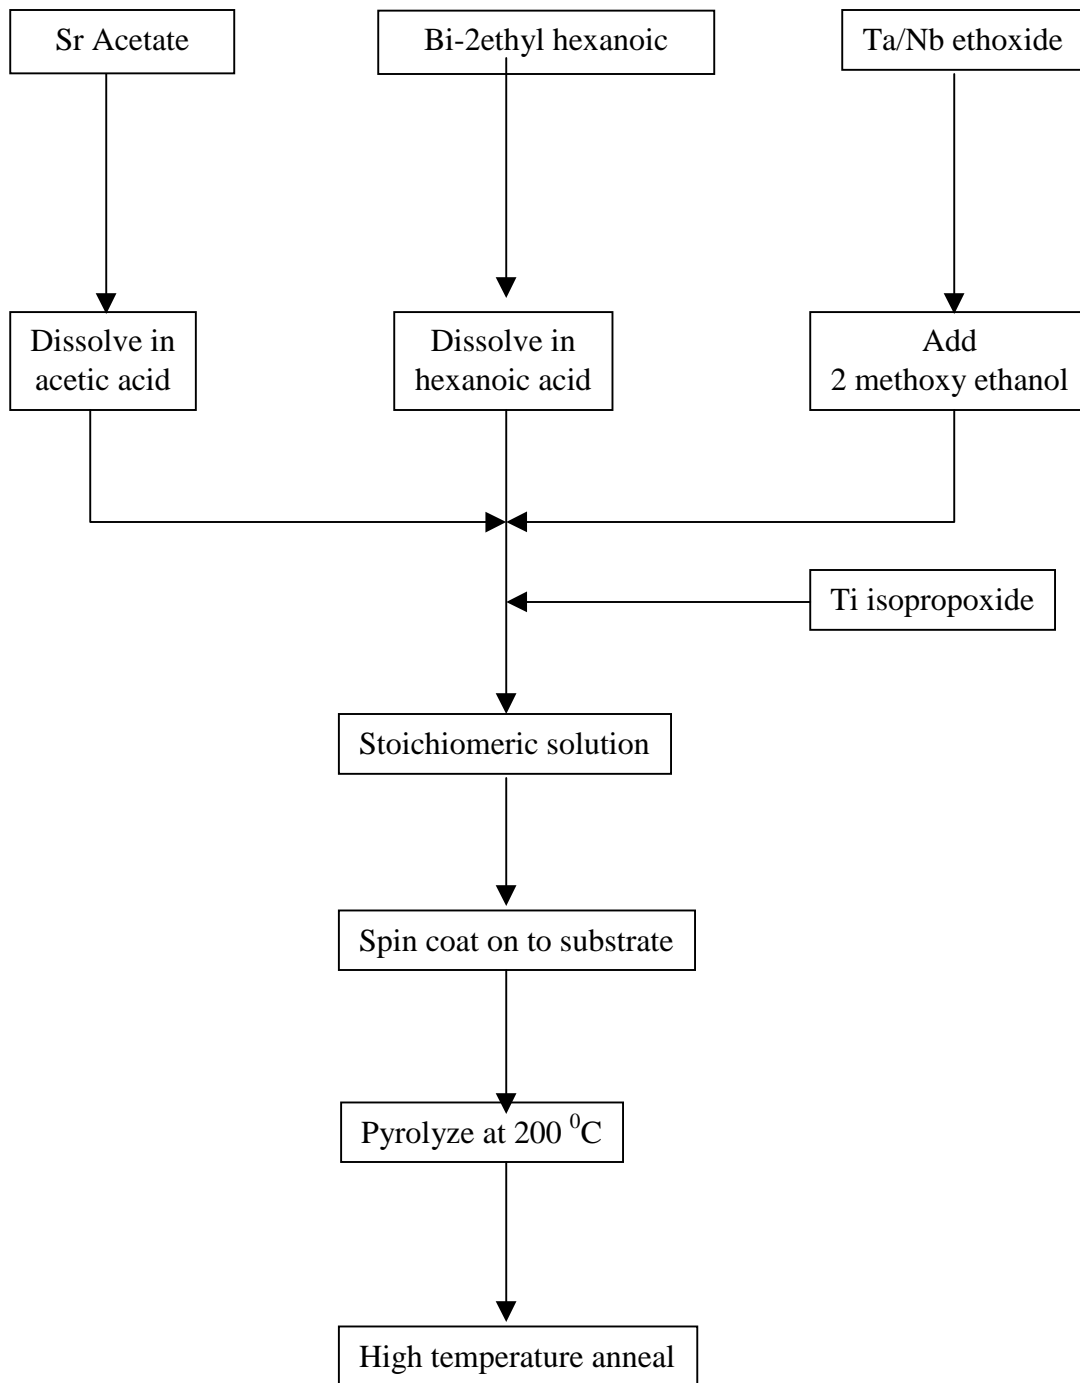 Sr Acetate
Bi-2ethyl hexanoic
Ta/Nb ethoxide
Dissolve in
acetic acid
Dissolve in
hexanoic acid
Add
2 methoxy ethanol
Ti isopropoxide
Stoichiomeric solution
Spin coat on to substrate
Pyrolyze at 200 ⁰C
High temperature anneal